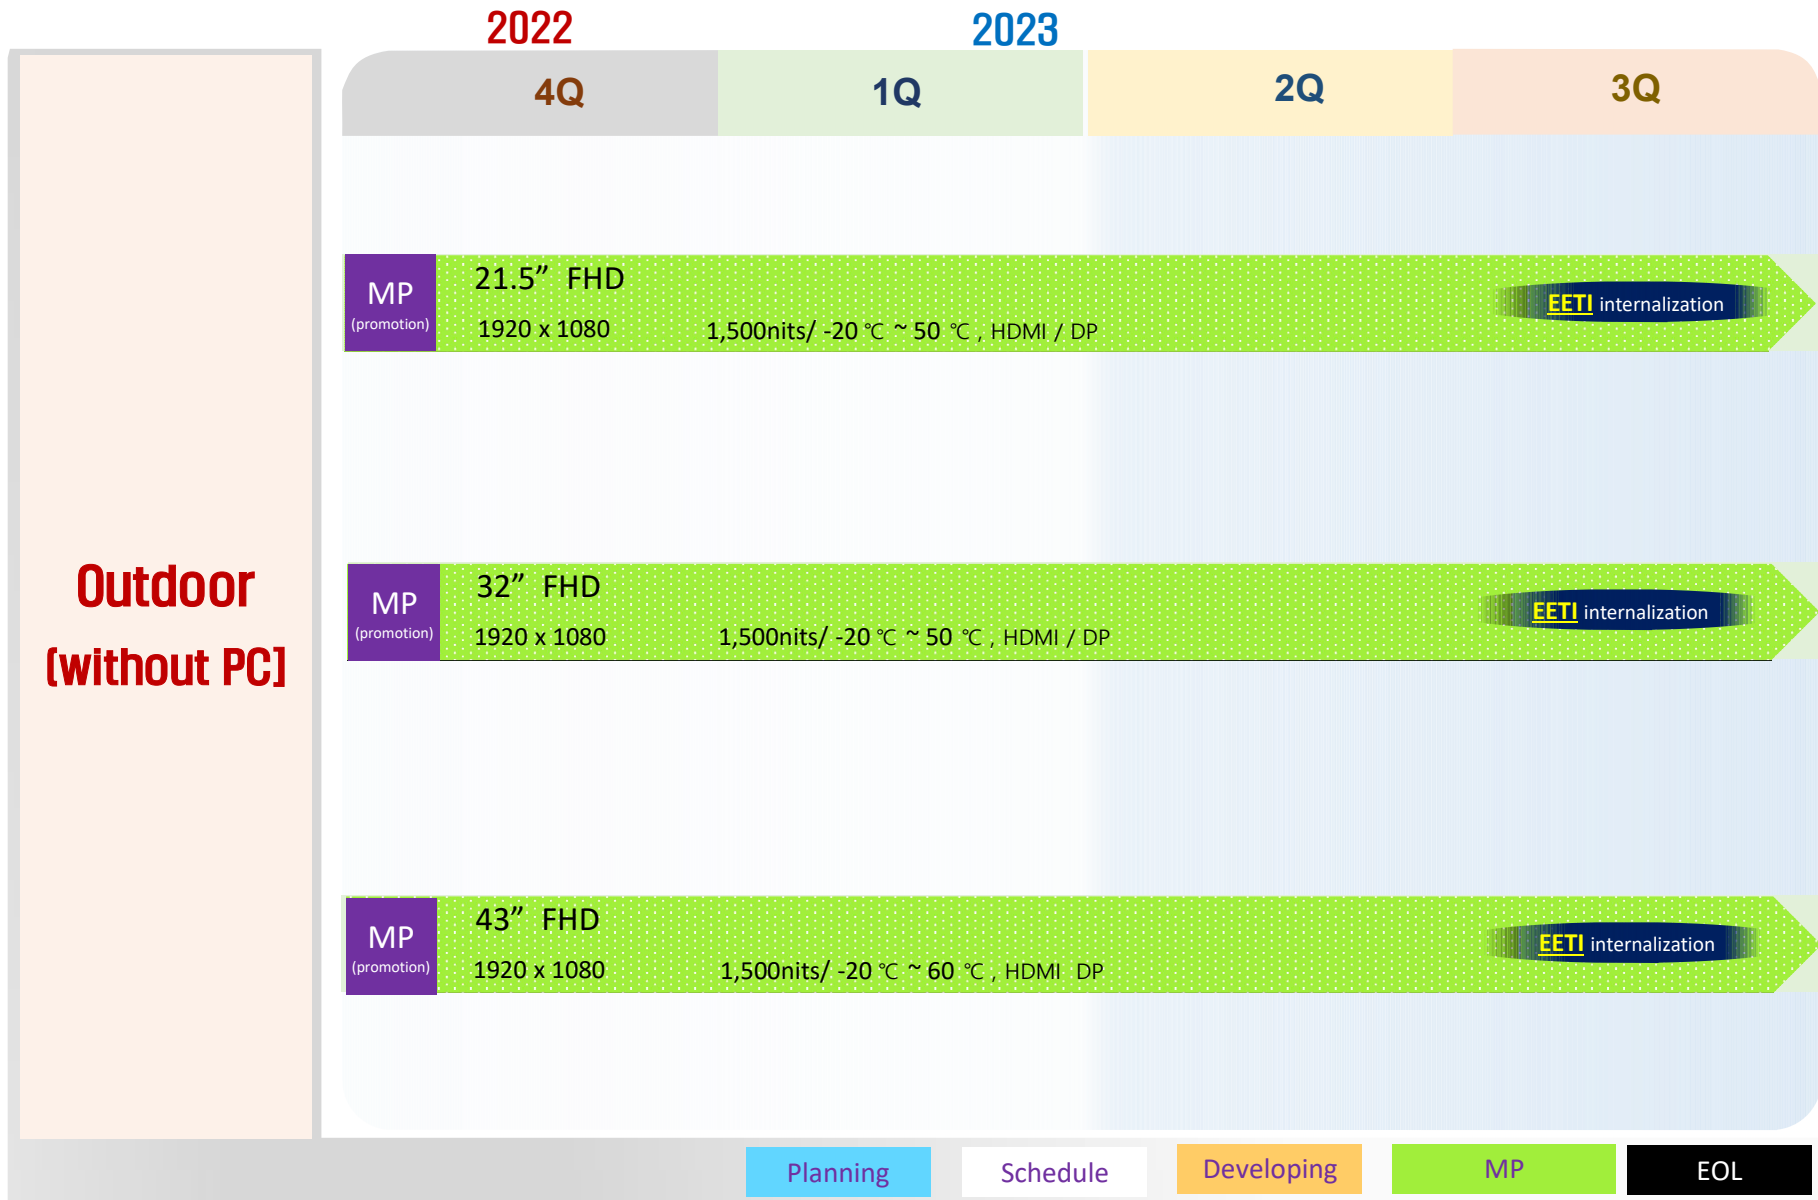 2022 2023
4Q 1Q 2Q 3Q
Outdoor
(without PC]
MP
(promotion)
21.5” FHD
1920 x 1080 1,500nits/ -20 ℃ ~ 50 ℃ , HDMI / DP
EETI internalization
MP
(promotion)
32” FHD
1920 x 1080 1,500nits/ -20 ℃ ~ 50 ℃ , HDMI / DP
EETI internalization
MP
(promotion)
43” FHD
1920 x 1080 1,500nits/ -20 ℃ ~ 60 ℃ , HDMI DP
EETI internalization
Planning Schedule Developing MP EOL